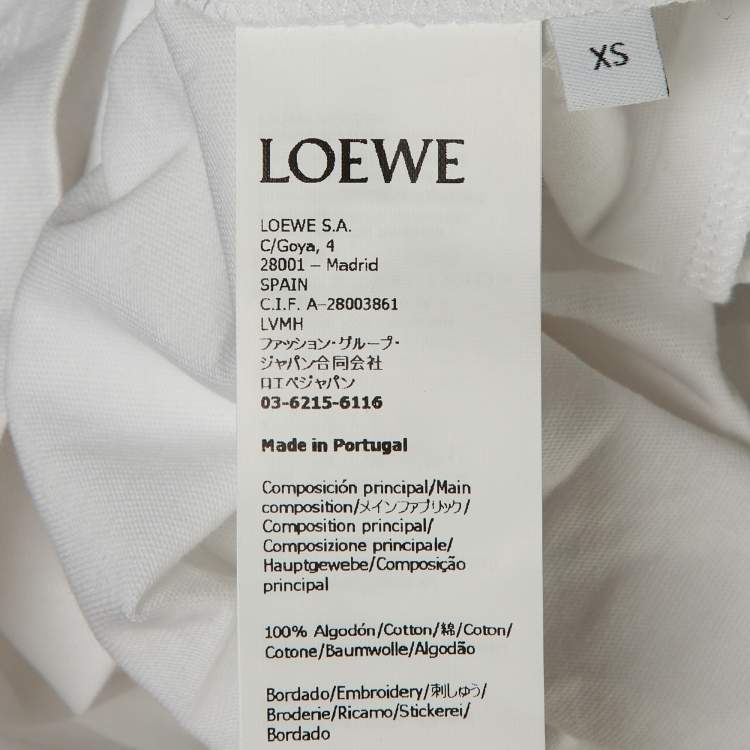 XS
LOEWE
LOEWE S.A.
C/Goya, 4
28001 – Madrid
SPAIN
C.I.F. A-28003861
LVMH
ファッション・グループ・
ジャパン合同会社
ロエベジャパン
03-6215-6116
Made in Portugal
Composición principal/Main
composition/メインファブリック/
Composition principal/
Composizione principale/
Hauptgewebe/Composição
principal
100% Algodón/Cotton/綿/Coton/
Cotone/Baumwolle/Algodão
Bordado/Embroidery/刺しゅう/
Broderie/Ricamo/Stickerei/
Bordado